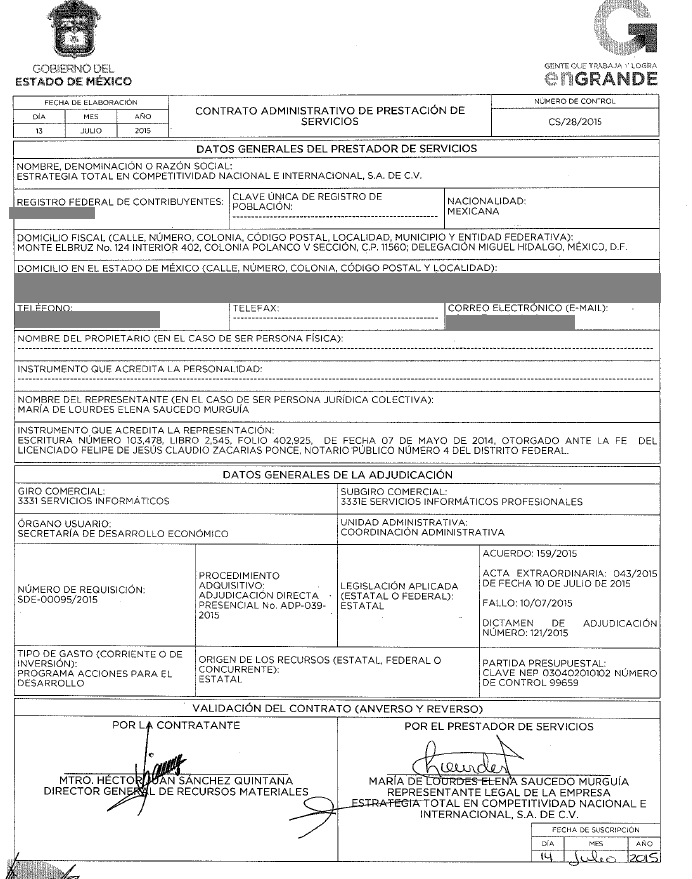 GOBIERNO DEL
ESTADO DE MÉXICO
GENTE QUE TRABAJA Y LOGRA
enGRANDE
FECHA DE ELABORACIÓN
DÍA MES AÑO
13 JULIO 2015
CONTRATO ADMINISTRATIVO DE PRESTACIÓN DE
SERVICIOS
NÚMERO DE CONTROL
CS/28/2015
DATOS GENERALES DEL PRESTADOR DE SERVICIOS
NOMBRE, DENOMINACIÓN O RAZÓN SOCIAL:
ESTRATEGIA TOTAL EN COMPETITIVIDAD NACIONAL E INTERNACIONAL, S.A. DE C.V.
REGISTRO FEDERAL DE CONTRIBUYENTES:
CLAVE ÚNICA DE REGISTRO DE
POBLACIÓN:
NACIONALIDAD:
MEXICANA
DOMICILIO FISCAL (CALLE, NÚMERO, COLONIA, CÓDIGO POSTAL, LOCALIDAD, MUNICIPIO Y ENTIDAD FEDERATIVA):
MONTE ELBRUZ No. 124 INTERIOR 402, COLONIA POLANCO V SECCIÓN, C.P. 11560; DELEGACIÓN MIGUEL HIDALGO, MÉXICO, D.F.
DOMICILIO EN EL ESTADO DE MÉXICO (CALLE, NÚMERO, COLONIA, CÓDIGO POSTAL Y LOCALIDAD):
TELÉFONO:
TELEFAX:
CORREO ELECTRÓNICO (E-MAIL):
NOMBRE DEL PROPIETARIO (EN EL CASO DE SER PERSONA FÍSICA):
INSTRUMENTO QUE ACREDITA LA PERSONALIDAD:
NOMBRE DEL REPRESENTANTE (EN EL CASO DE SER PERSONA JURÍDICA COLECTIVA):
MARÍA DE LOURDES ELENA SAUCEDO MURGUÍA
INSTRUMENTO QUE ACREDITA LA REPRESENTACIÓN:
ESCRITURA NÚMERO 103,478, LIBRO 2,545, FOLIO 402,925, DE FECHA 07 DE MAYO DE 2014, OTORGADO ANTE LA FE DEL
LICENCIADO FELIPE DE JESÚS CLAUDIO ZACARIAS PONCE, NOTARIO PÚBLICO NÚMERO 4 DEL DISTRITO FEDERAL.
DATOS GENERALES DE LA ADJUDICACIÓN
GIRO COMERCIAL:
3331 SERVICIOS INFORMÁTICOS
SUBGIRO COMERCIAL:
3331E SERVICIOS INFORMÁTICOS PROFESIONALES
ÓRGANO USUARIO:
SECRETARÍA DE DESARROLLO ECONÓMICO
UNIDAD ADMINISTRATIVA:
COORDINACIÓN ADMINISTRATIVA
NÚMERO DE REQUISICIÓN:
SDE-00095/2015
PROCEDIMIENTO
ADQUISITIVO:
ADJUDICACIÓN DIRECTA
PRESENCIAL No. ADP-039-
2015
LEGISLACIÓN APLICADA
(ESTATAL O FEDERAL):
ESTATAL
ACUERDO: 159/2015
ACTA EXTRAORDINARIA: 043/2015
DE FECHA 10 DE JULIO DE 2015
FALLO: 10/07/2015
DICTAMEN DE ADJUDICACIÓN
NÚMERO: 121/2015
TIPO DE GASTO (CORRIENTE O DE
INVERSIÓN):
PROGRAMA ACCIONES PARA EL
DESARROLLO
ORIGEN DE LOS RECURSOS (ESTATAL, FEDERAL O
CONCURRENTE):
ESTATAL
PARTIDA PRESUPUESTAL:
CLAVE NEP 030402010102 NÚMERO
DE CONTROL 99659
VALIDACIÓN DEL CONTRATO (ANVERSO Y REVERSO)
POR LA CONTRATANTE
MTRO. HÉCTOR JUAN SÁNCHEZ QUINTANA
DIRECTOR GENERAL DE RECURSOS MATERIALES
POR EL PRESTADOR DE SERVICIOS
Lourdes
MARÍA DE LOURDES ELENA SAUCEDO MURGUÍA
REPRESENTANTE LEGAL DE LA EMPRESA
ESTRATEGIA TOTAL EN COMPETITIVIDAD NACIONAL E
INTERNACIONAL, S.A. DE C.V.
FECHA DE SUSCRIPCIÓN
DÍA MES AÑO
14 Julio 2015